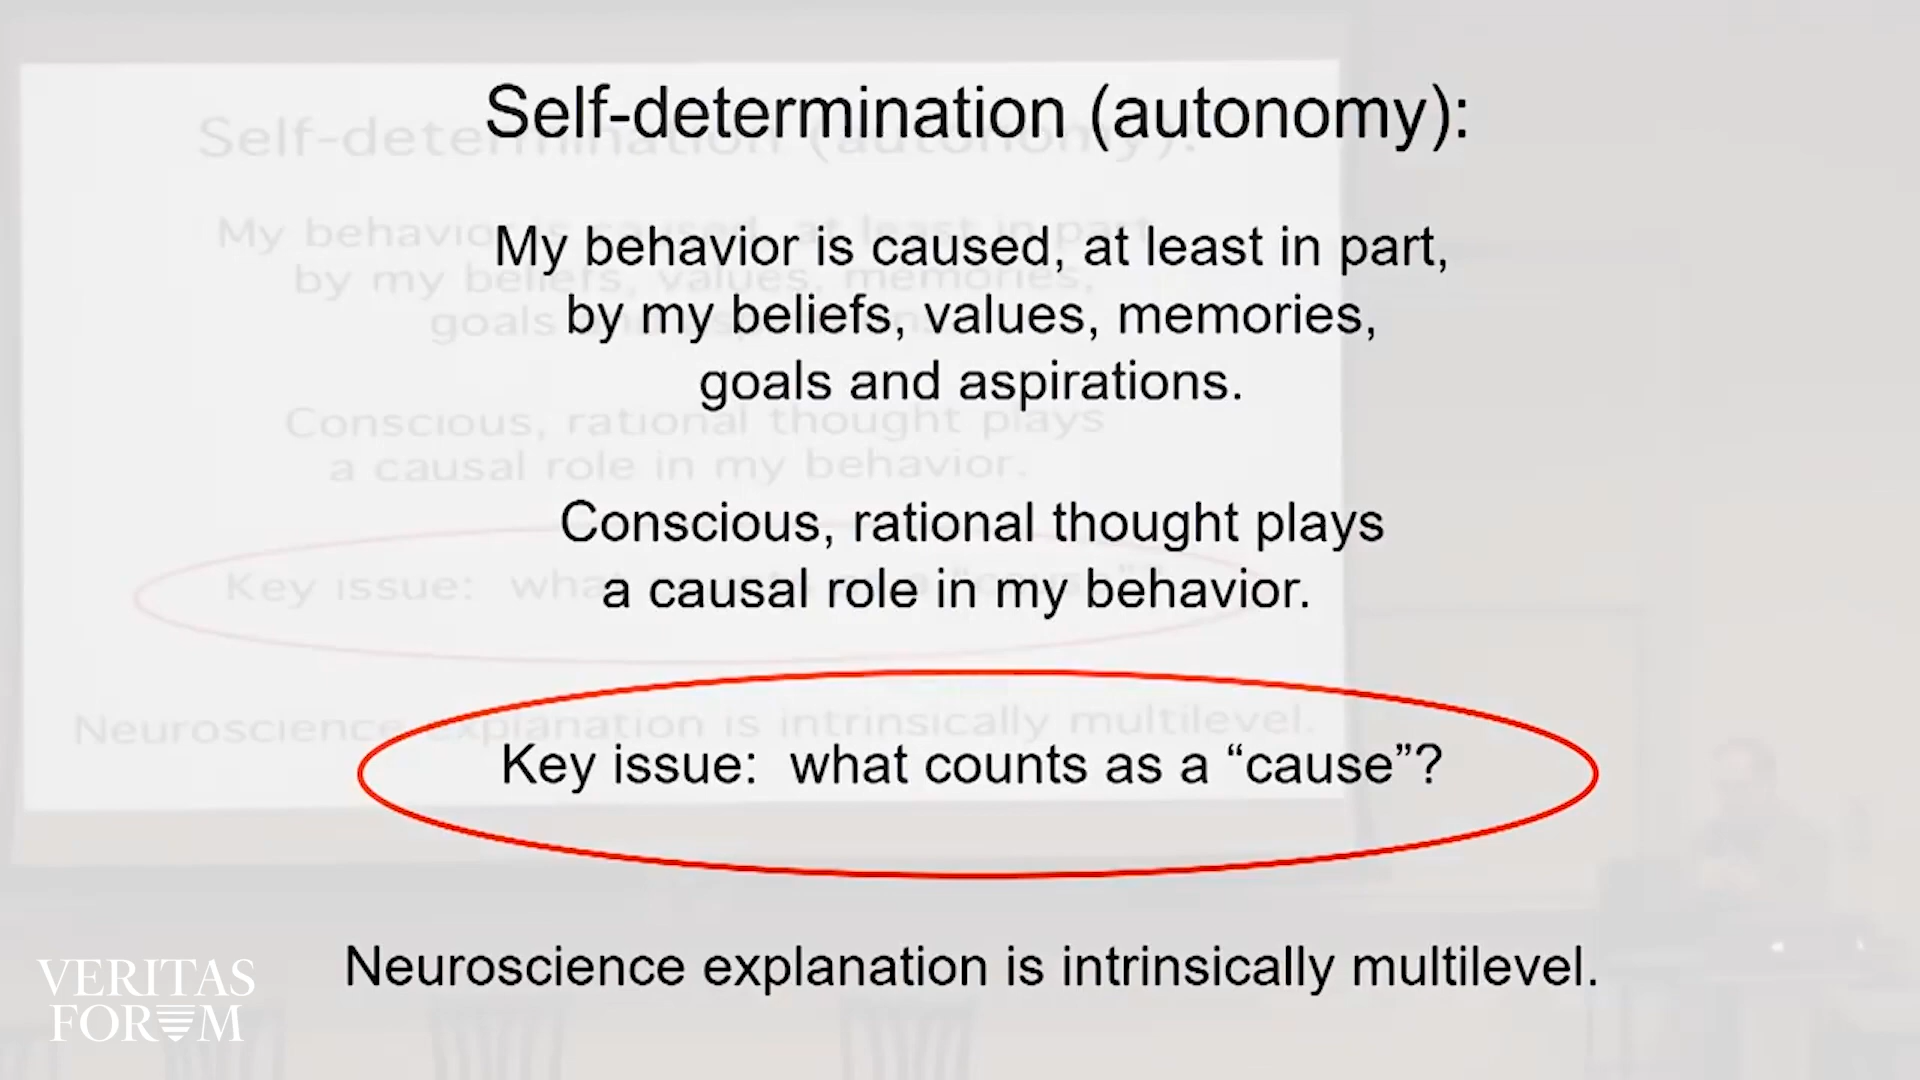 Self-determination (autonomy):
My behavior is caused, at least in part,
by my beliefs, values, memories,
goals and aspirations.
Conscious, rational thought plays
a causal role in my behavior.
Key issue:  what counts as a “cause”?
Neuroscience explanation is intrinsically multilevel.
VERITAS
FORUM